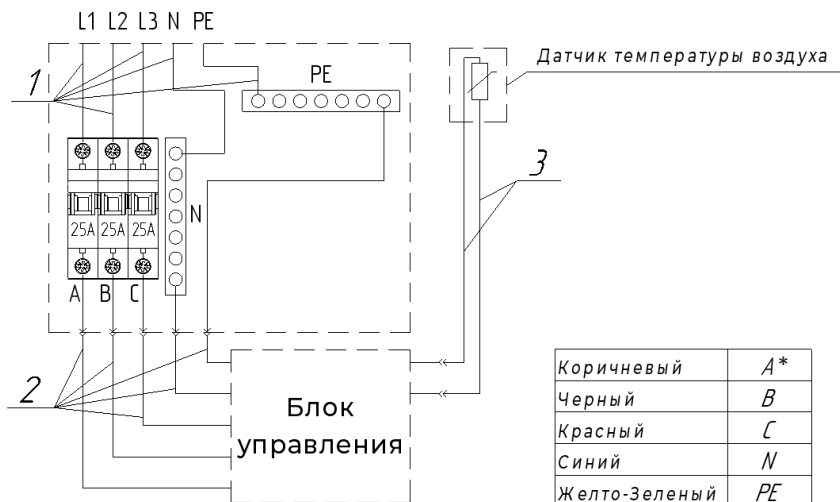 L1 L2 L3 N PE
Датчик температуры воздуха
1
PE
3
N
25A 25A 25A
A B C
2
Блок
управления
Коричневый A*
Черный B
Красный C
Синий N
Желто-Зеленый PE